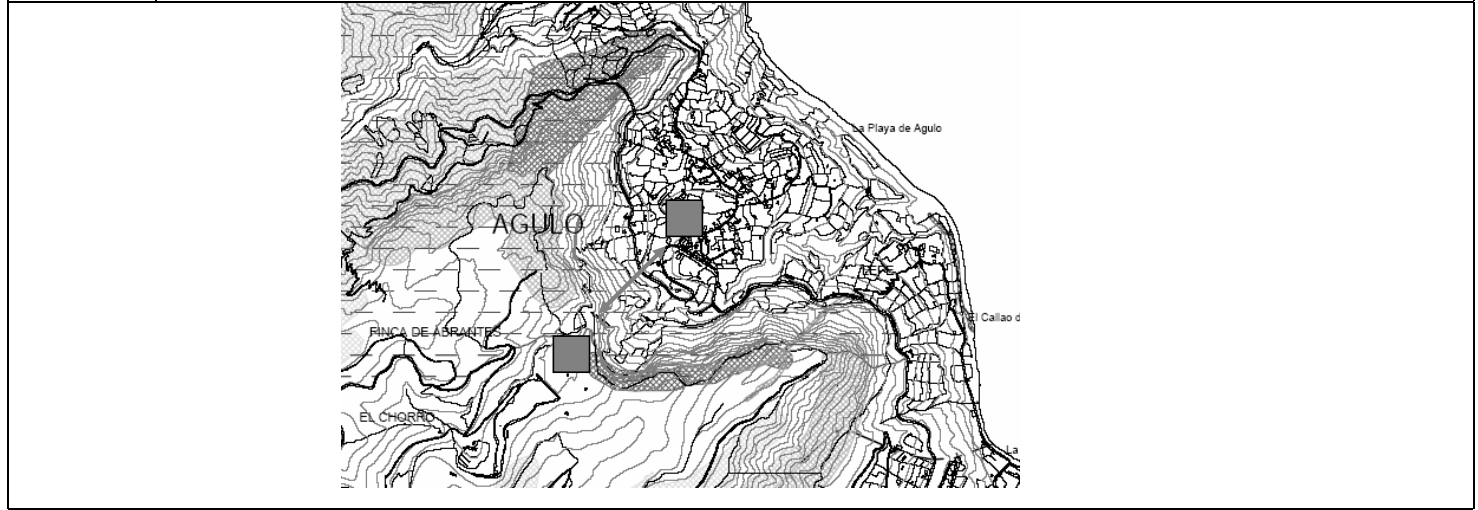 La Playa de Agulo
AGULO
LEPE
El Callao d
FINCA DE ABRANTES
EL CHORRO
La